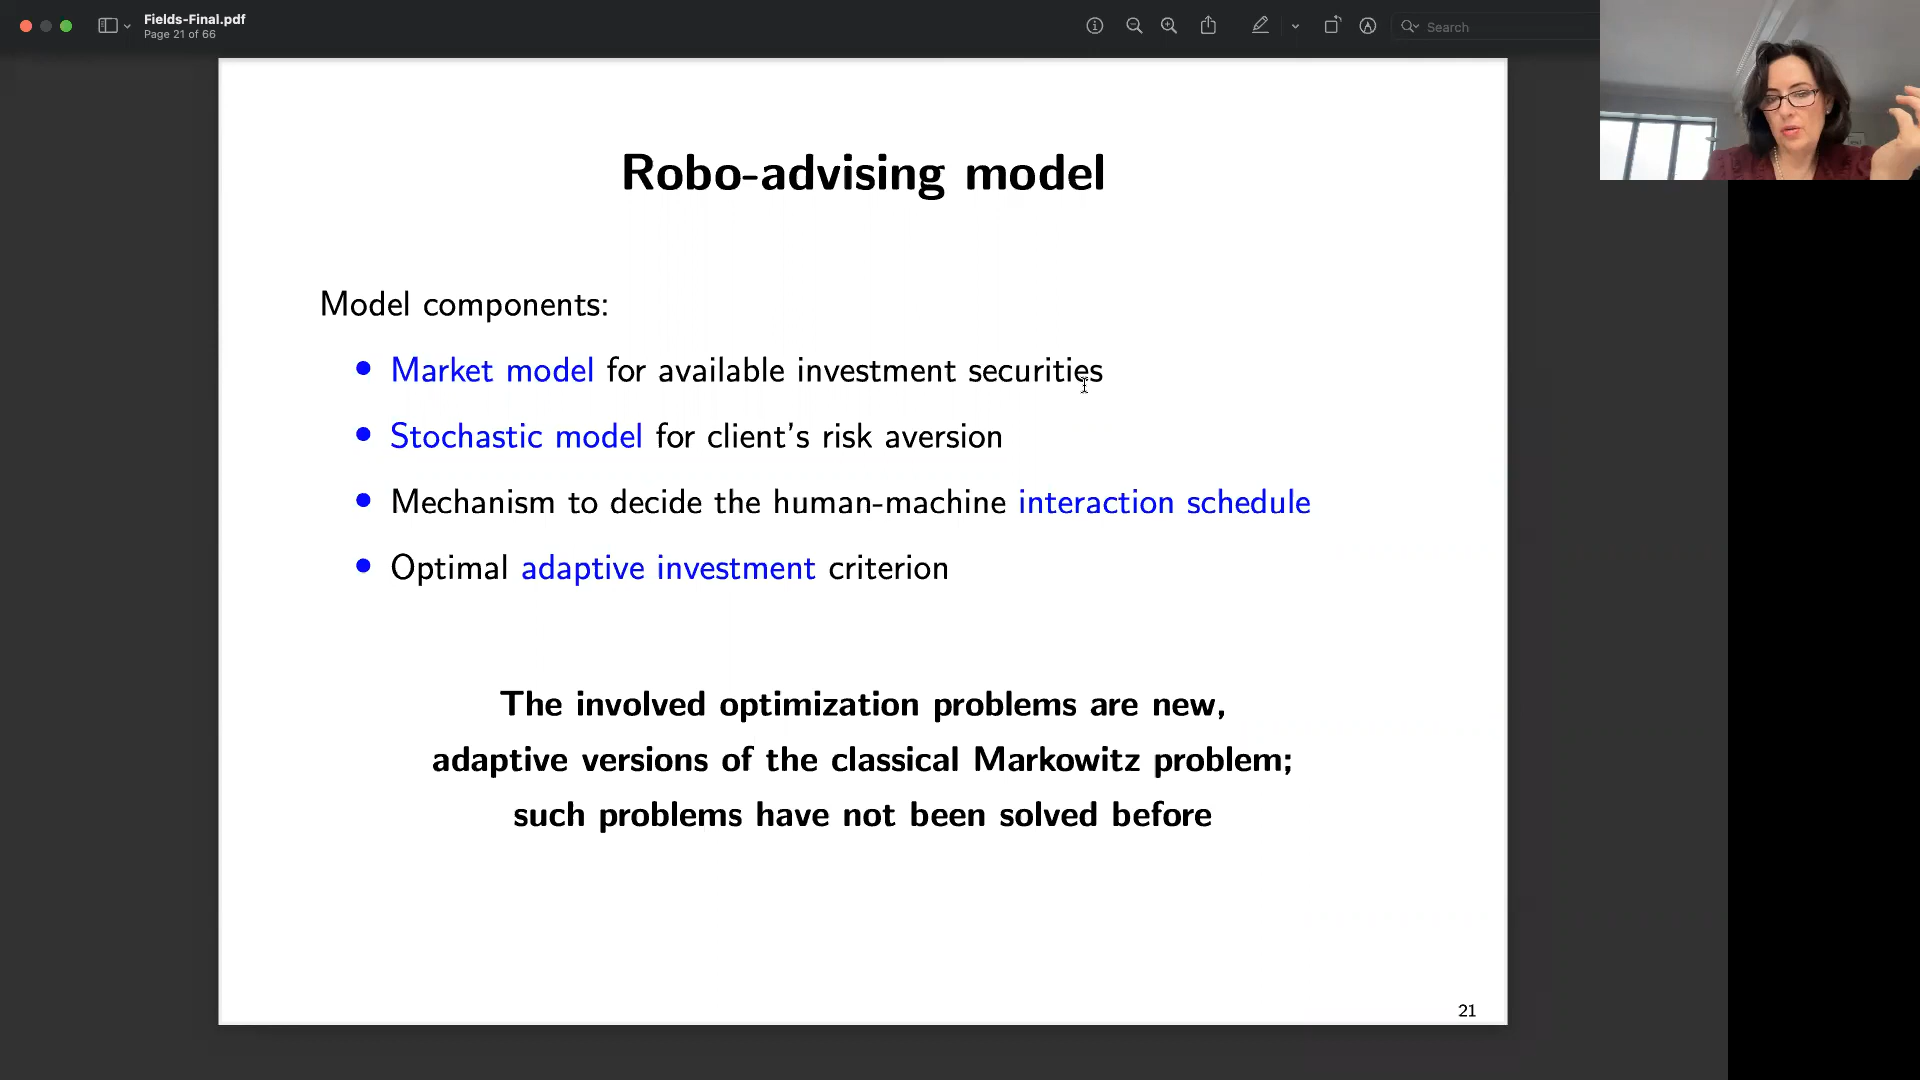 Fields-Final.pdf
Page 21 of 66
Search
Robo-advising model
Model components:
• Market model for available investment securities
• Stochastic model for client's risk aversion
• Mechanism to decide the human-machine interaction schedule
• Optimal adaptive investment criterion
The involved optimization problems are new,
adaptive versions of the classical Markowitz problem;
such problems have not been solved before
21